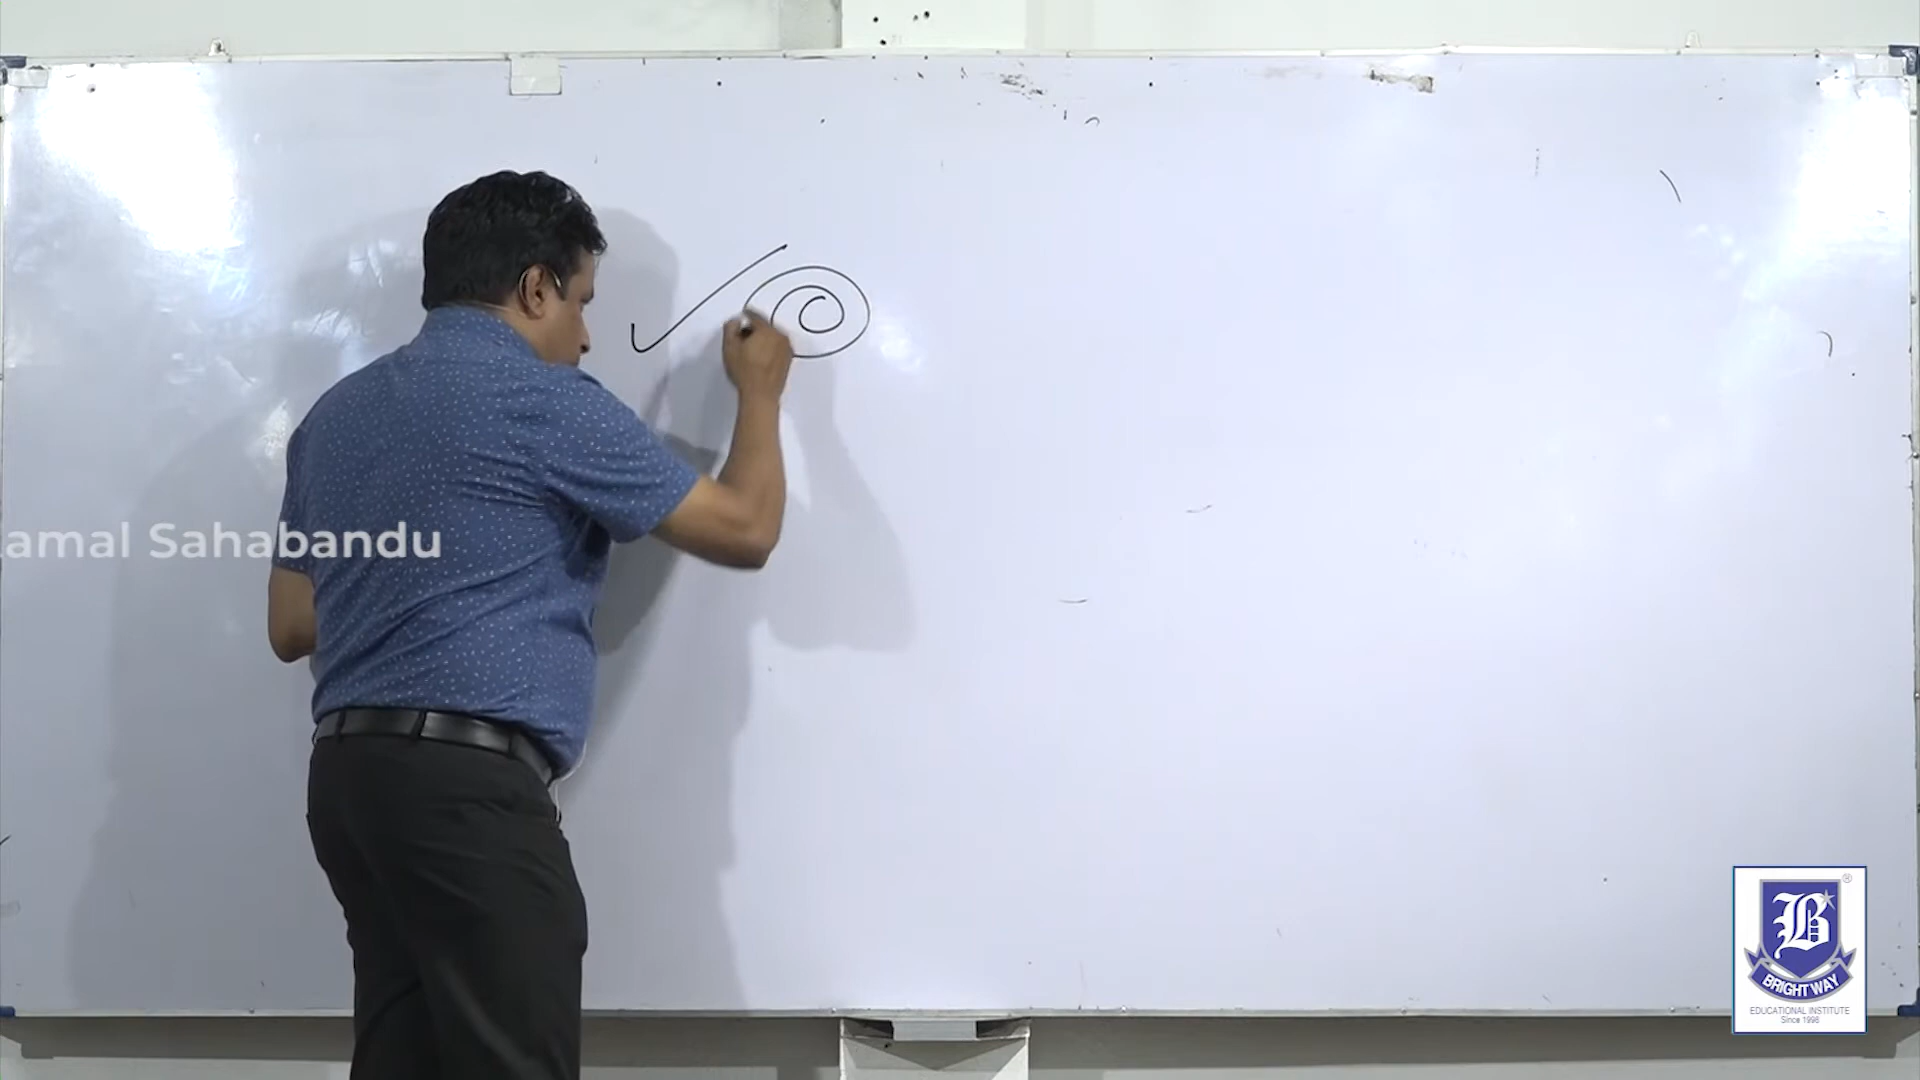 amal Sahabandu
B
®
BRIGHT WAY
EDUCATIONAL INSTITUTE
Since 1996